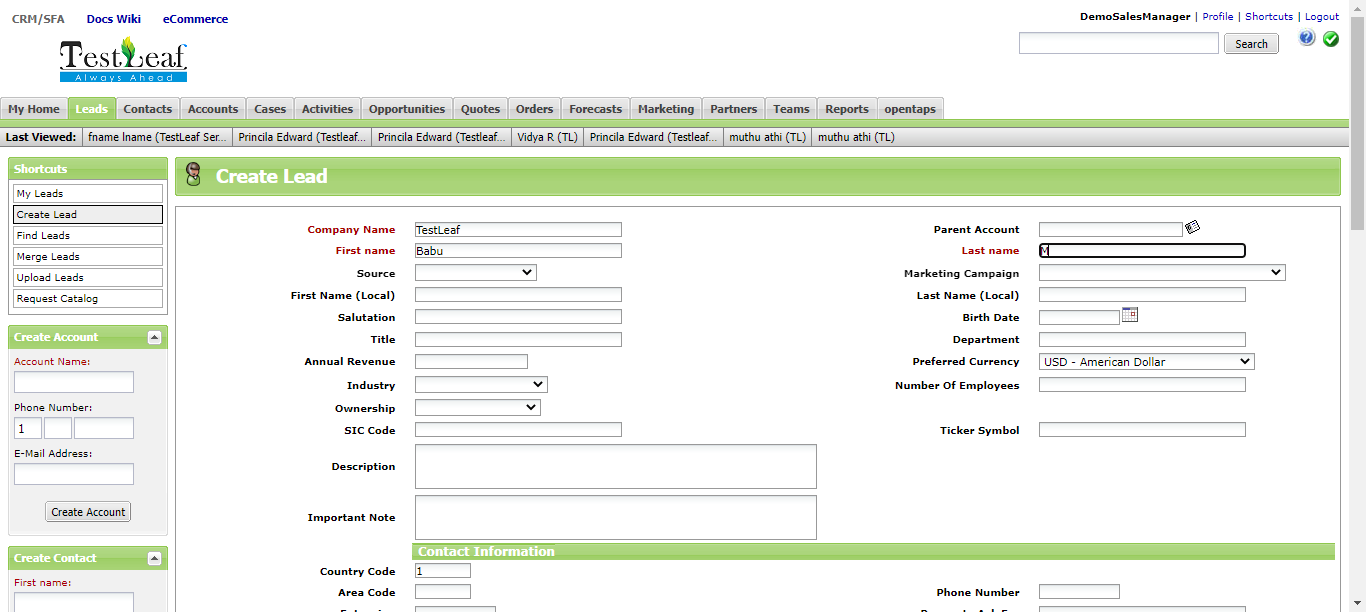 CRM/SFA Docs Wiki eCommerce
DemoSalesManager | Profile | Shortcuts | Logout
TestLeaf
Always Ahead
Search
My Home Leads Contacts Accounts Cases Activities Opportunities Quotes Orders Forecasts Marketing Partners Teams Reports opentaps
Last Viewed: fname lname (TestLeaf Ser... Princila Edward (Testleaf... Princila Edward (Testleaf... Vidya R (TL) Princila Edward (Testleaf... muthu athi (TL) muthu athi (TL)
Shortcuts
My Leads
Create Lead
Find Leads
Merge Leads
Upload Leads
Request Catalog
Create Account
Account Name:
Phone Number:
1
E-Mail Address:
Create Account
Create Contact
First name:
Create Lead
Company Name TestLeaf Parent Account
First name Babu Last name M
Source Marketing Campaign
First Name (Local) Last Name (Local)
Salutation Birth Date
Title Department
Annual Revenue Preferred Currency USD - American Dollar
Industry Number Of Employees
Ownership
SIC Code Ticker Symbol
Description
Important Note
Contact Information
Country Code 1
Area Code Phone Number